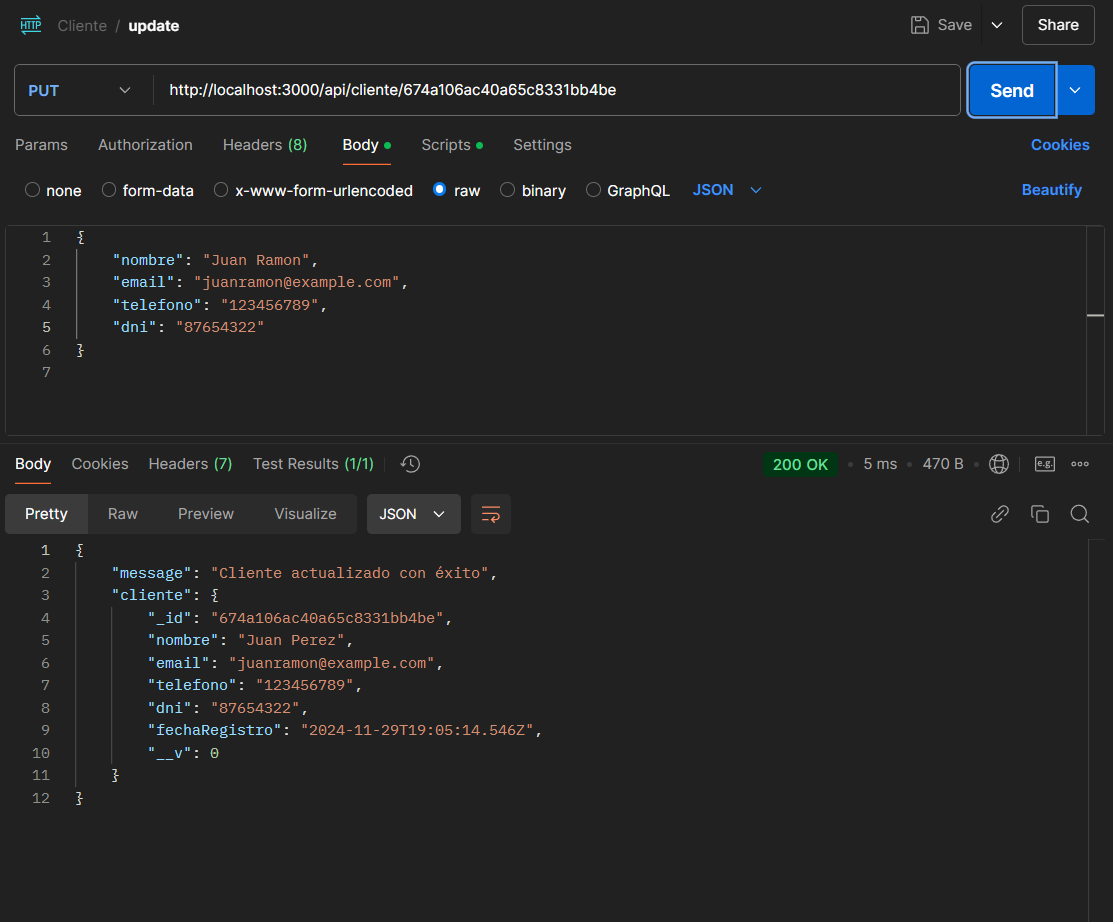 HTTP Cliente / update Save Share
PUT http://localhost:3000/api/cliente/674a106ac40a65c8331bb4be Send
Params Authorization Headers (8) Body Scripts Settings Cookies
none form-data x-www-form-urlencoded raw binary GraphQL JSON Beautify
1 {
2 "nombre": "Juan Ramon",
3 "email": "juanramon@example.com",
4 "telefono": "123456789",
5 "dni": "87654322"
6 }
7
Body Cookies Headers (7) Test Results (1/1) 200 OK • 5 ms • 470 B • e.g.
Pretty Raw Preview Visualize JSON
1 {
2 "message": "Cliente actualizado con éxito",
3 "cliente": {
4 "_id": "674a106ac40a65c8331bb4be",
5 "nombre": "Juan Perez",
6 "email": "juanramon@example.com",
7 "telefono": "123456789",
8 "dni": "87654322",
9 "fechaRegistro": "2024-11-29T19:05:14.546Z",
10 "__v": 0
11 }
12 }